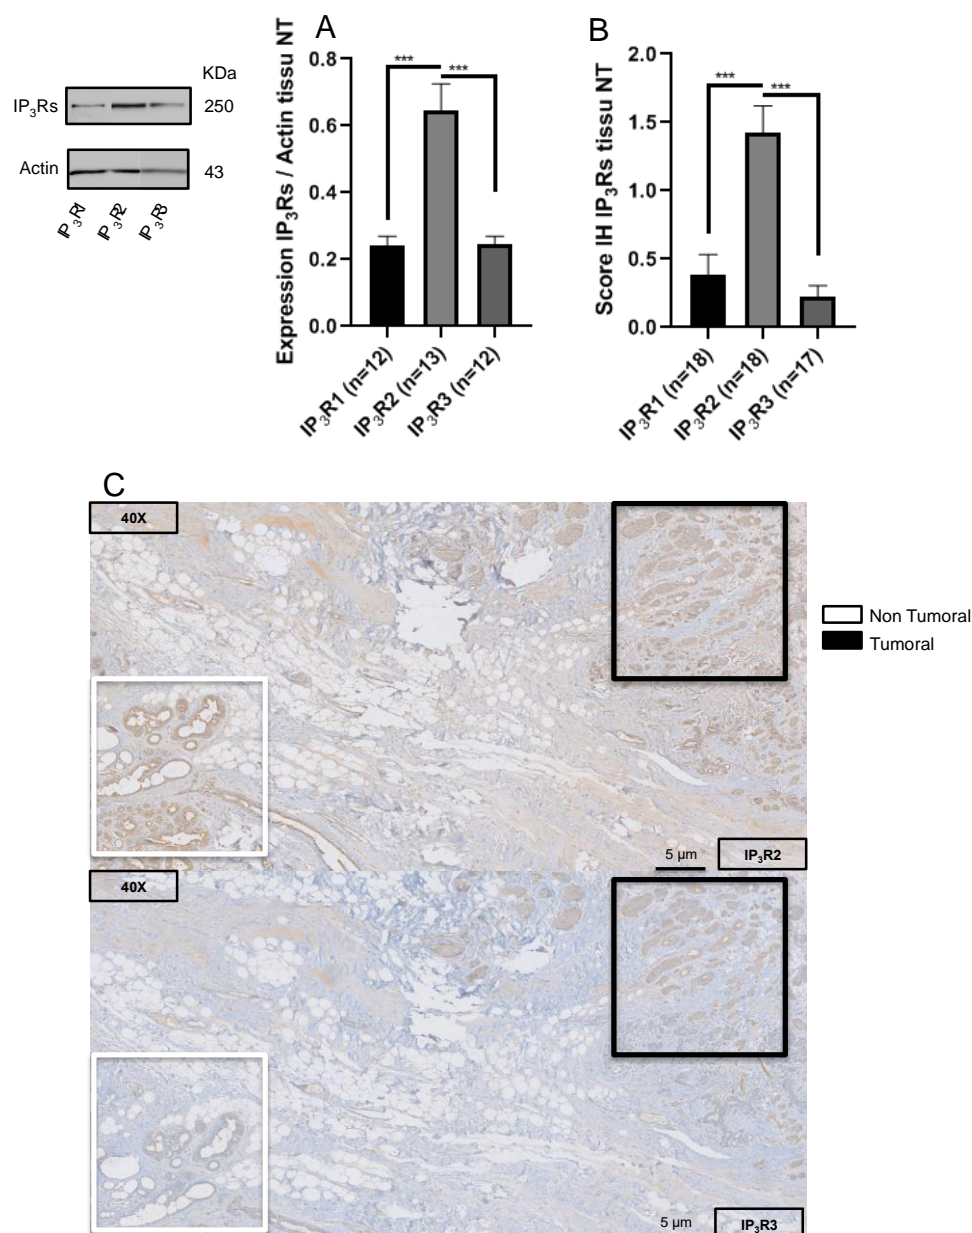 KDa
IP₃Rs
250
Actin
43
IP₃R1
IP₃R2
IP₃R3
A
Expression IP₃Rs / Actin tissu NT
0.8
0.6
0.4
0.2
0.0
***
***
IP₃R1 (n=12)
IP₃R2 (n=13)
IP₃R3 (n=12)
B
Score IH IP₃Rs tissu NT
2.0
1.5
1.0
0.5
0.0
***
***
IP₃R1 (n=18)
IP₃R2 (n=18)
IP₃R3 (n=17)
C
40X
Non Tumoral
Tumoral
5 µm
IP₃R2
40X
5 µm
IP₃R3